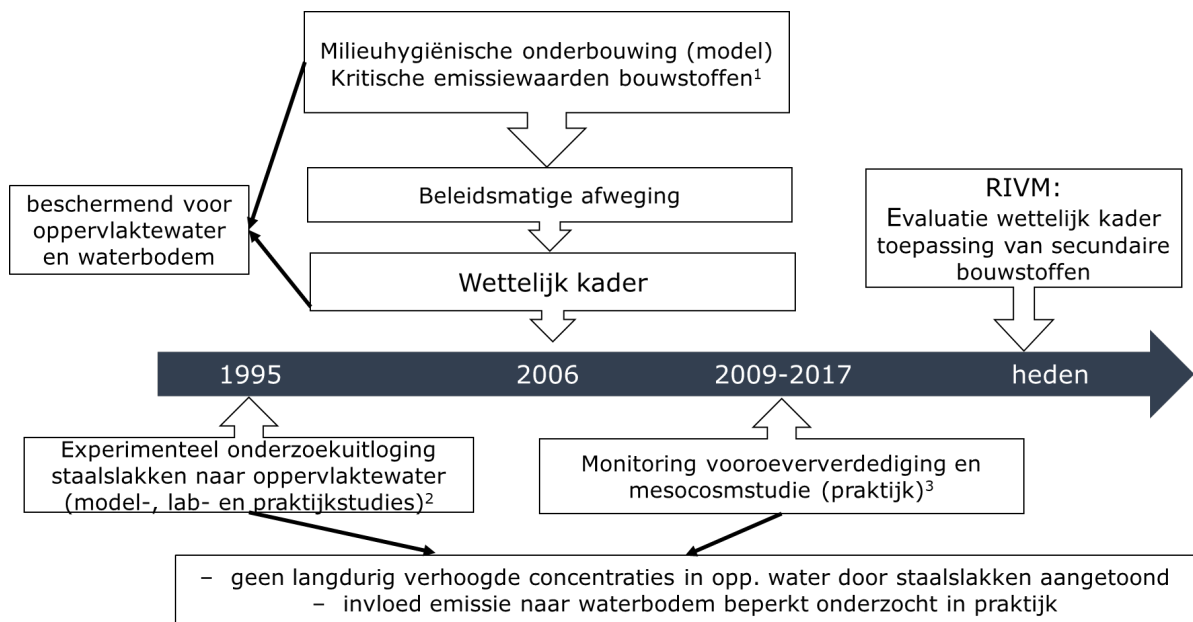 Milieuhygiënische onderbouwing (model)
Kritische emissiewaarden bouwstoffen¹
Beleidsmatige afweging
beschermend voor
oppervlaktewater
en waterbodem
Wettelijk kader
RIVM:
Evaluatie wettelijk kader
toepassing van secundaire
bouwstoffen
1995
2006
2009-2017
heden
Experimenteel onderzoekuitloging
staalslakken naar oppervlaktewater
(model-, lab- en praktijkstudies)²
Monitoring vooroeververdediging en
mesocosmstudie (praktijk)³
– geen langdurig verhoogde concentraties in opp. water door staalslakken aangetoond
– invloed emissie naar waterbodem beperkt onderzocht in praktijk